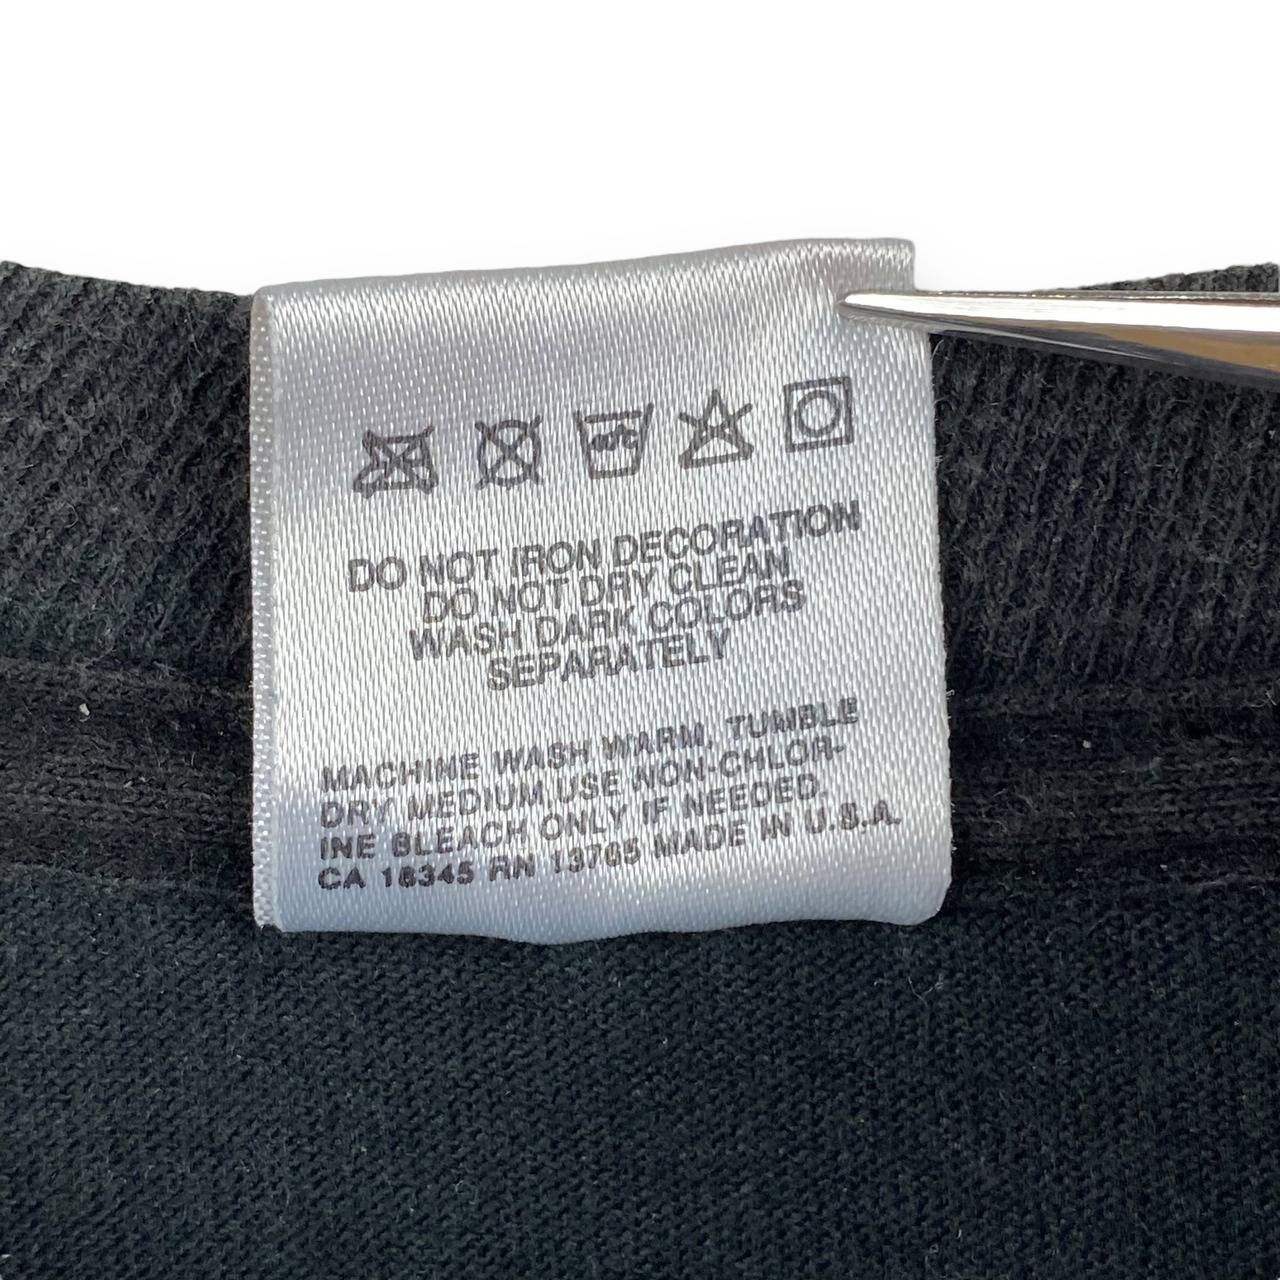 DO NOT IRON DECORATION
DO NOT DRY CLEAN
WASH DARK COLORS
SEPARATELY
MACHINE WASH WARM, TUMBLE
DRY MEDIUM USE NON-CHLOR-
INE BLEACH ONLY IF NEEDED
CA 18345 RN 13765 MADE IN U.S.A.